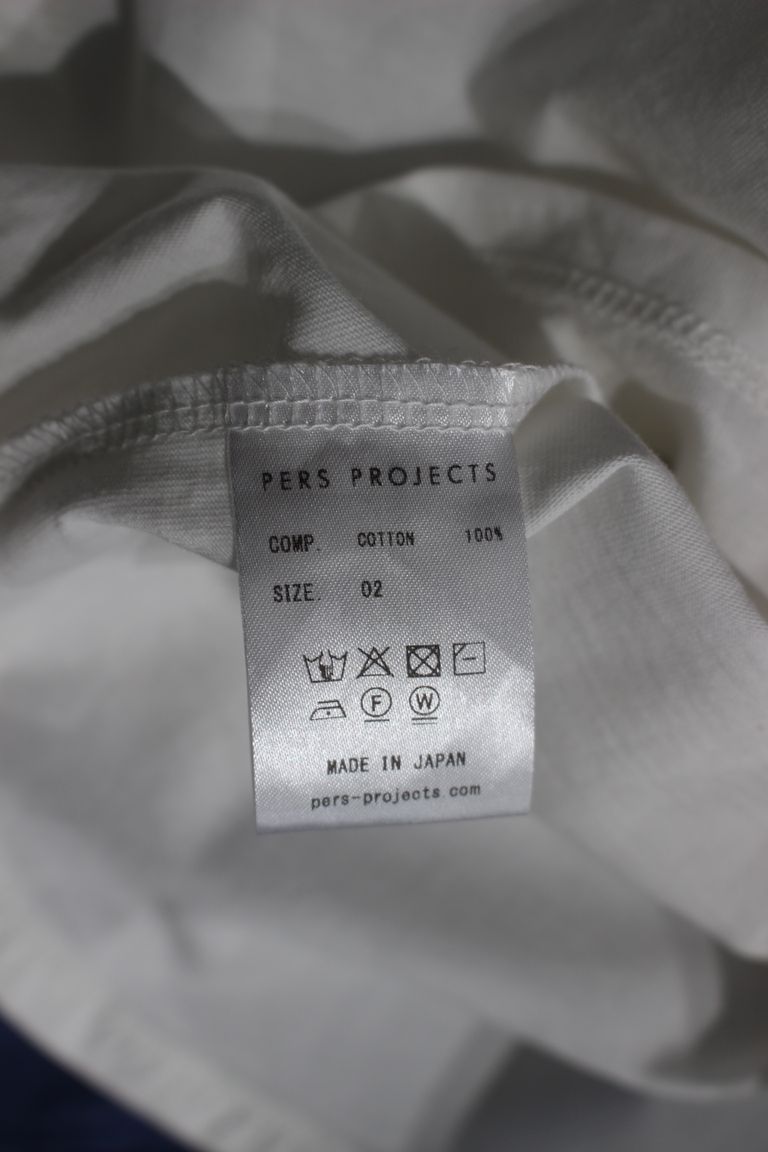 PERS PROJECTS
COMP. COTTON 100%
SIZE. 02
F W
MADE IN JAPAN
pers-projects.com